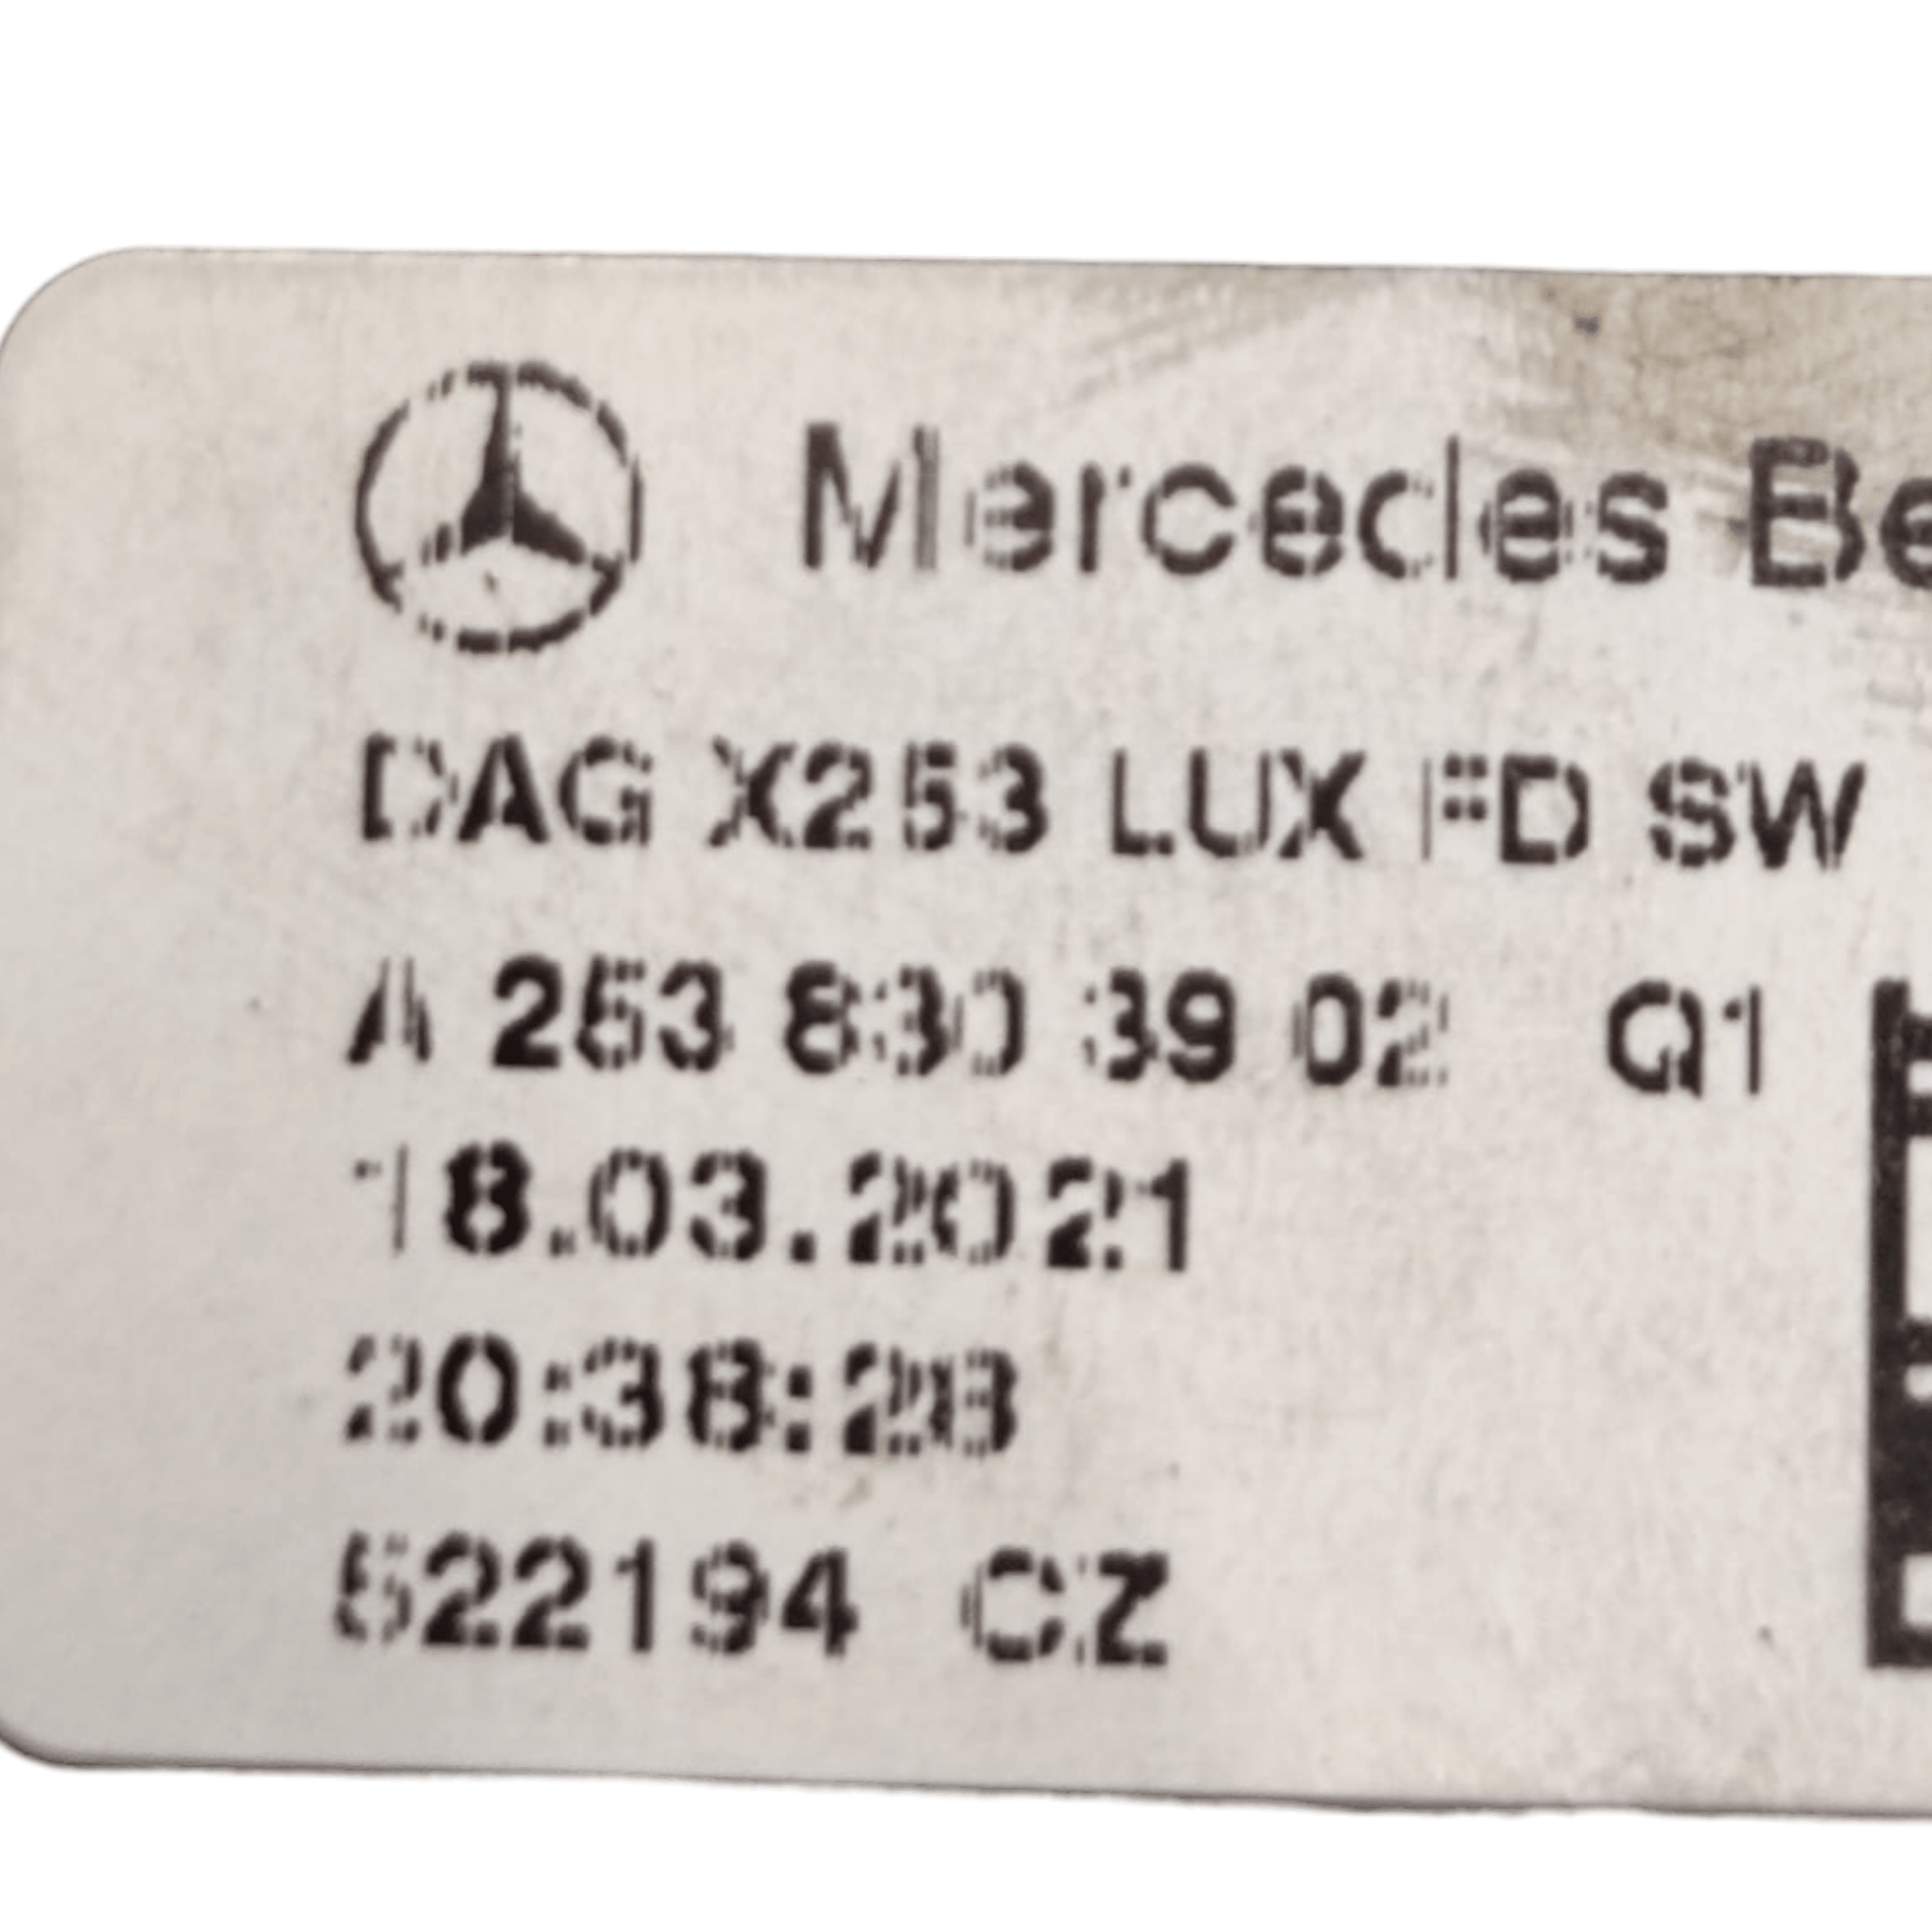 Mercedes Be
DAG X253 LUX FD SW
A 253 830 39 02 Q1
18.03.2021
20:38:28
522194 CZ